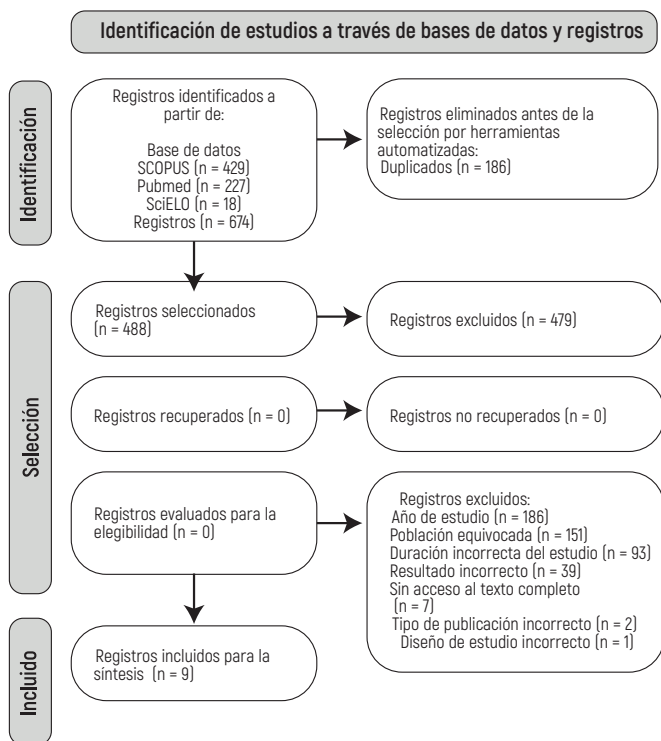 Identificación de estudios a través de bases de datos y registros
Identificación
Registros identificados a
partir de:
Base de datos
SCOPUS (n = 429)
Pubmed (n = 227)
SciELO (n = 18)
Registros (n = 674)
Registros eliminados antes de la
selección por herramientas
automatizadas:
Duplicados (n = 186)
Selección
Registros seleccionados
(n = 488)
Registros excluidos (n = 479)
Registros recuperados (n = 0)
Registros no recuperados (n = 0)
Registros evaluados para la
elegibilidad (n = 0)
Registros excluidos:
Año de estudio (n = 186)
Población equivocada (n = 151)
Duración incorrecta del estudio (n = 93)
Resultado incorrecto (n = 39)
Sin acceso al texto completo
(n = 7)
Tipo de publicación incorrecto (n = 2)
Diseño de estudio incorrecto (n = 1)
Incluido
Registros incluidos para la
síntesis (n = 9)